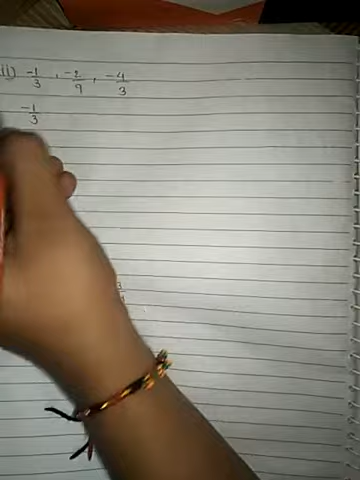 ii) -1/3 , -2/9 , -4/3
-1/3